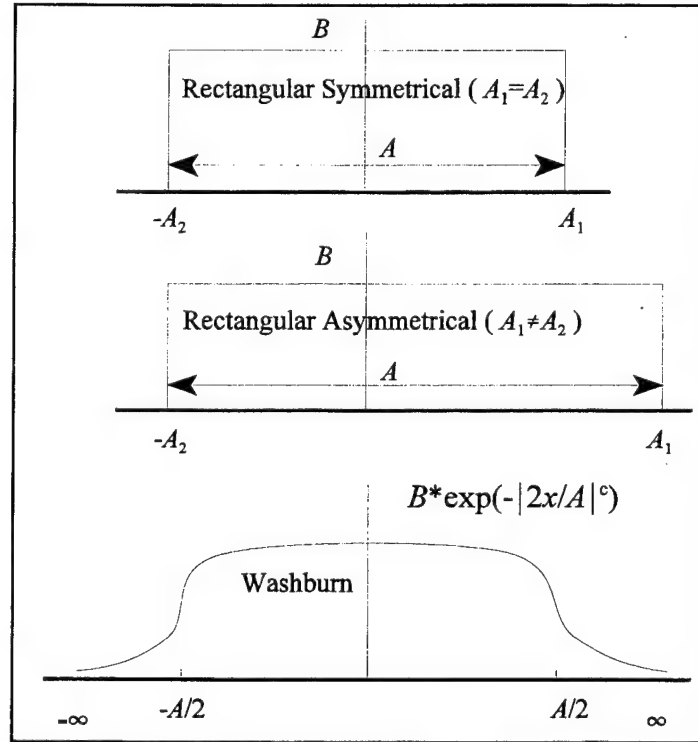 B
Rectangular Symmetrical ( A₁=A₂ )
A
-A₂ A₁
B
Rectangular Asymmetrical ( A₁≠A₂ )
A
-A₂ A₁
B*exp(-|2x/A|ᶜ)
Washburn
-∞ -A/2 A/2 ∞